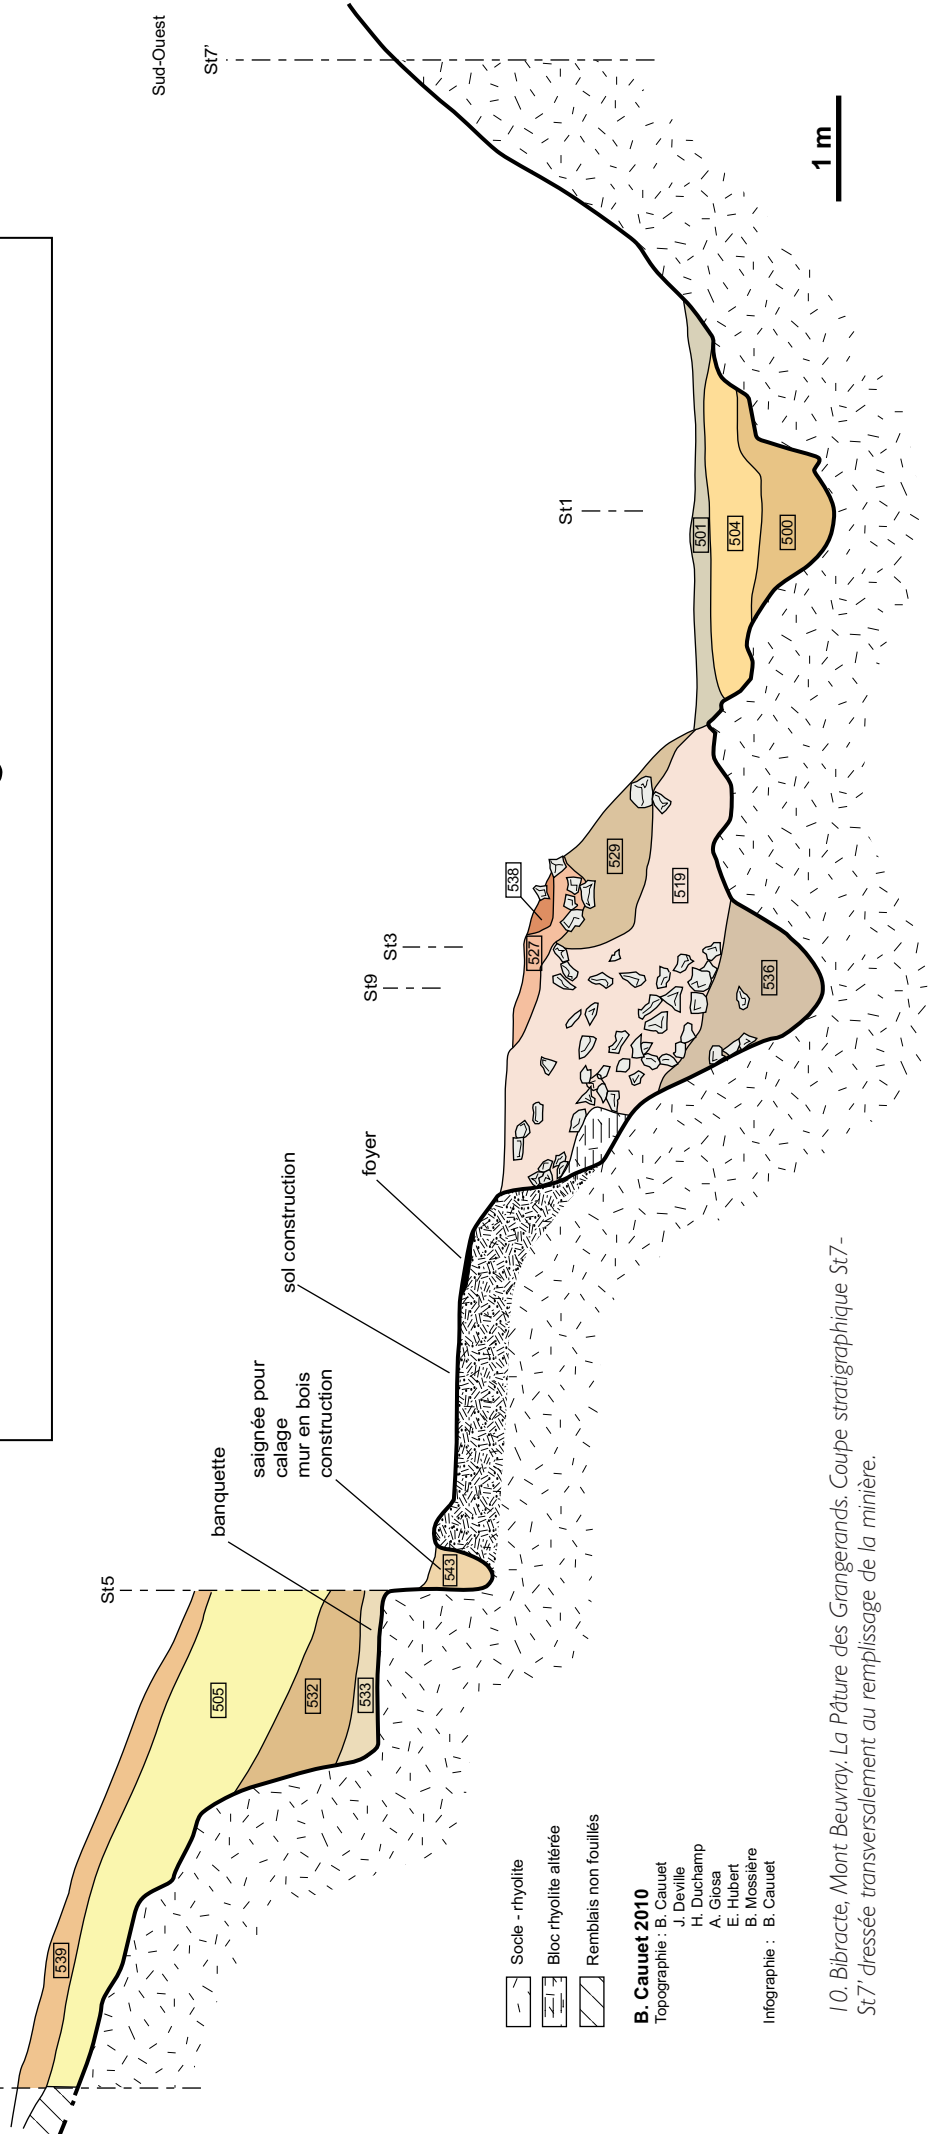 Sud-Ouest
St7'
1 m
St1
501
504
500
St3
St9
538
527
529
519
536
sol construction
foyer
banquette
saignée pour
calage
mur en bois
construction
St5
543
539
505
532
533
Socle - rhyolite
Bloc rhyolite altérée
Remblais non fouillés
B. Cauuet 2010
Topographie : B. Cauuet
J. Deville
H. Duchamp
A. Giosa
E. Hubert
B. Mossière
Infographie : B. Cauuet
10. Bibracte, Mont Beuvray. La Pâture des Grangerands. Coupe stratigraphique St7-
St7' dressée transversalement au remplissage de la minière.